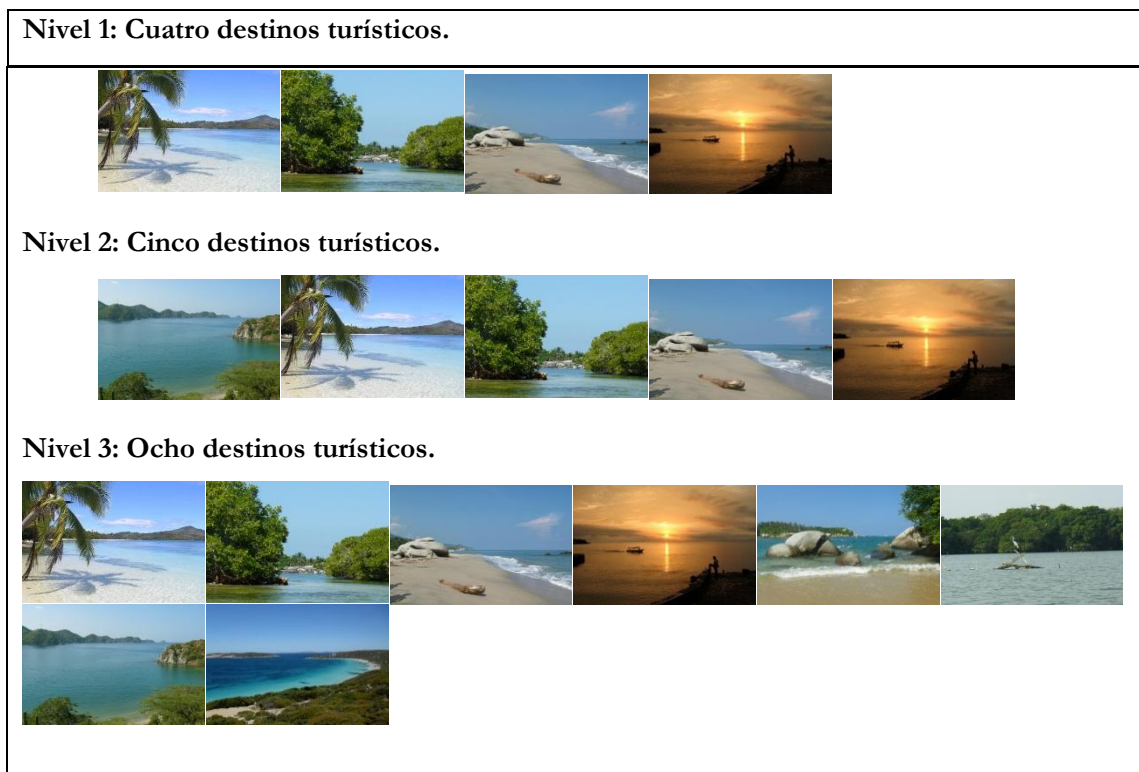 Nivel 1: Cuatro destinos turísticos.
Nivel 2: Cinco destinos turísticos.
Nivel 3: Ocho destinos turísticos.